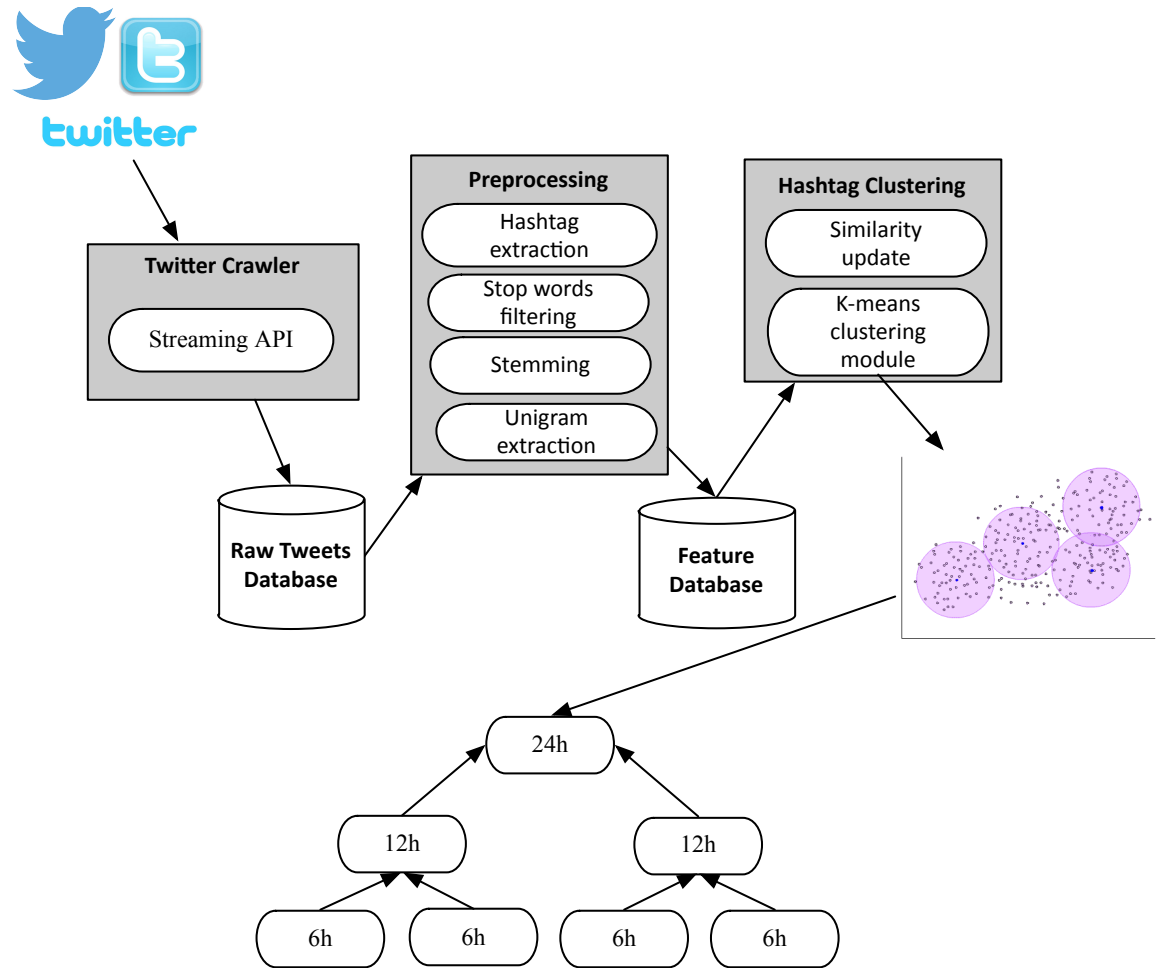 twitter
Twitter Crawler
Streaming API
Raw Tweets
Database
Preprocessing
Hashtag
extraction
Stop words
filtering
Stemming
Unigram
extraction
Feature
Database
Hashtag Clustering
Similarity
update
K-means
clustering
module
24h
12h
12h
6h
6h
6h
6h